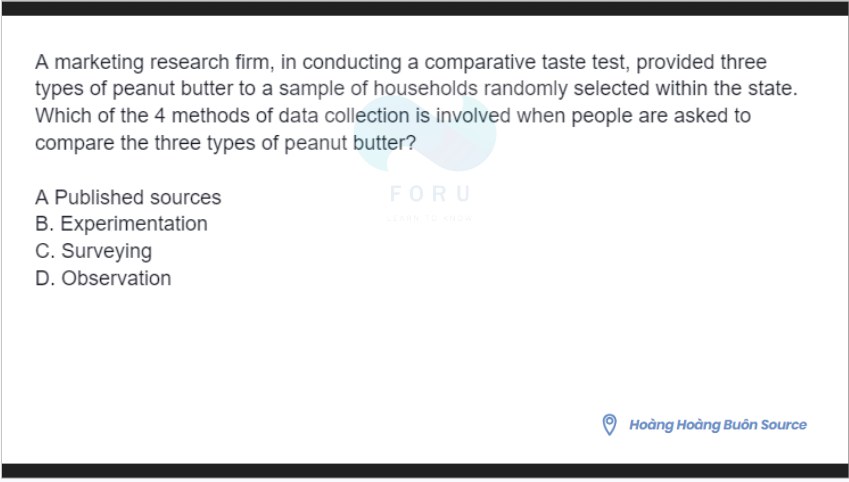 A marketing research firm, in conducting a comparative taste test, provided three
types of peanut butter to a sample of households randomly selected within the state.
Which of the 4 methods of data collection is involved when people are asked to
compare the three types of peanut butter?
A Published sources
B. Experimentation
C. Surveying
D. Observation
FORU
Hoàng Hoàng Buôn Source